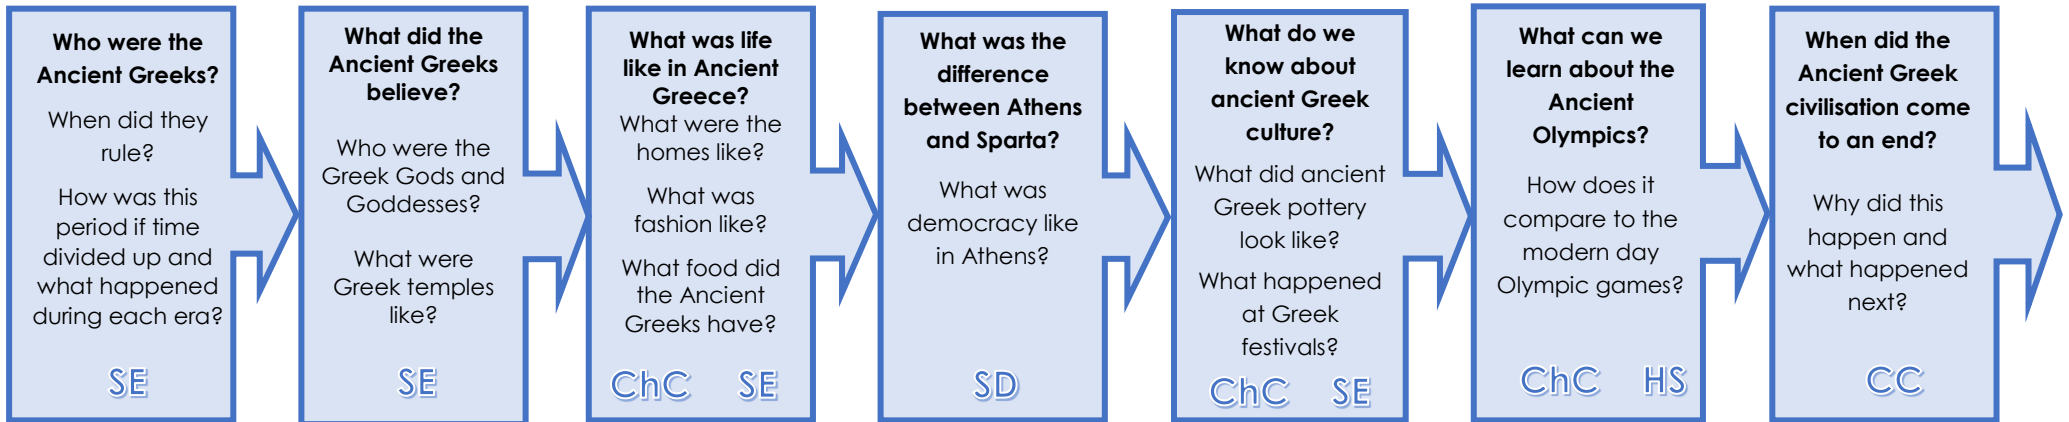 Who were the
Ancient Greeks?
When did they
rule?
How was this
period if time
divided up and
what happened
during each era?
SE
What did the
Ancient Greeks
believe?
Who were the
Greek Gods and
Goddesses?
What were
Greek temples
like?
SE
What was life
like in Ancient
Greece?
What were the
homes like?
What was
fashion like?
What food did
the Ancient
Greeks have?
ChC SE
What was the
difference
between Athens
and Sparta?
What was
democracy like
in Athens?
SD
What do we
know about
ancient Greek
culture?
What did ancient
Greek pottery
look like?
What happened
at Greek
festivals?
ChC SE
What can we
learn about the
Ancient
Olympics?
How does it
compare to the
modern day
Olympic games?
ChC HS
When did the
Ancient Greek
civilisation come
to an end?
Why did this
happen and
what happened
next?
CC